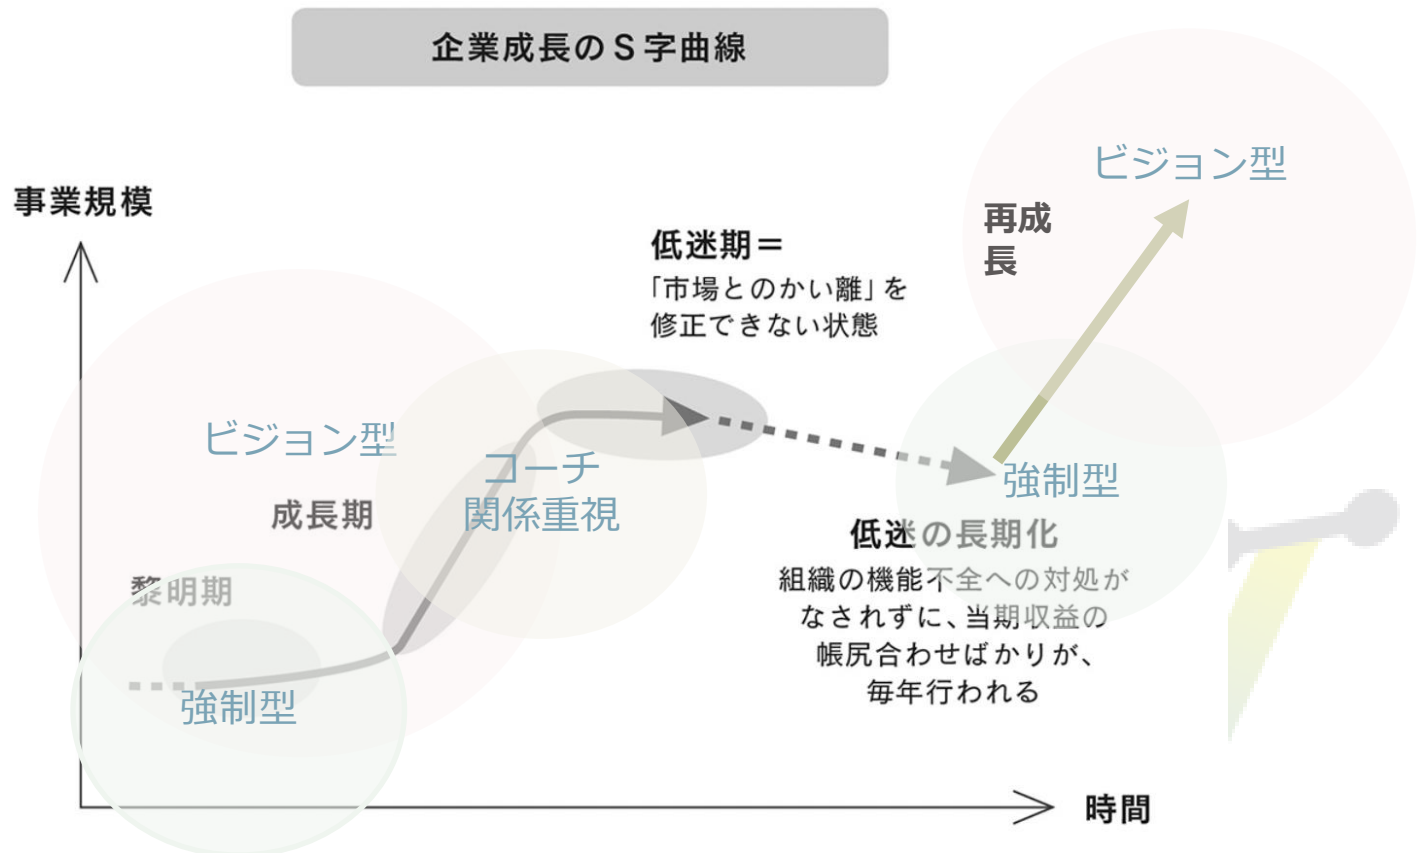 企業成長のS字曲線
ビジョン型
事業規模
再成
長
低迷期＝
「市場とのかい離」を
修正できない状態
ビジョン型
コーチ
関係重視
強制型
成長期
低迷の長期化
組織の機能不全への対処が
なされずに、当期収益の
帳尻合わせばかりが、
毎年行われる
黎明期
強制型
時間